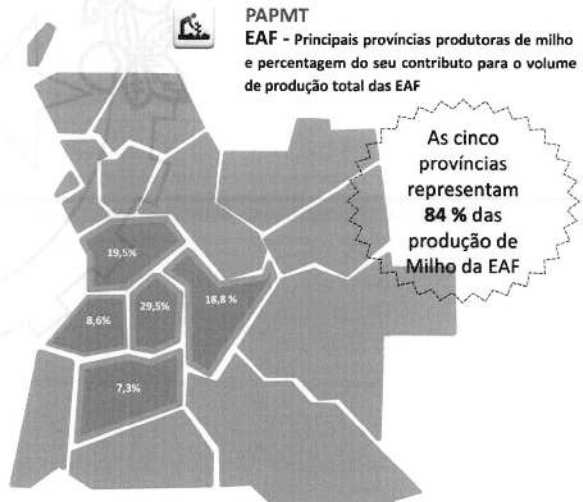 PAPMT
EAF - Principais províncias produtoras de milho
e percentagem do seu contributo para o volume
de produção total das EAF
As cinco
províncias
representam
84 % das
produção de
Milho da EAF
19,5%
18,8 %
29,5%
8,6%
7,3%